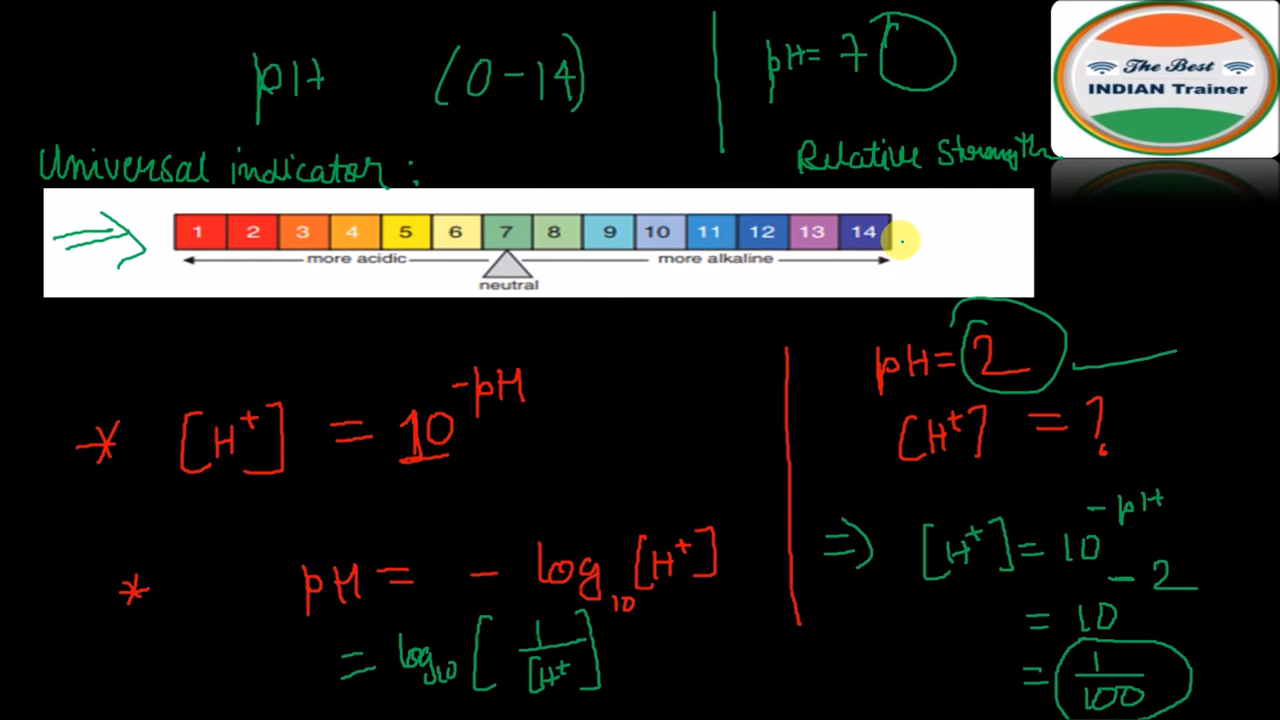 pH (0-14)
pH= 7
The Best
INDIAN Trainer
Universal indicator :
Relative Strength
1 2 3 4 5 6 7 8 9 10 11 12 13 14
more acidic more alkaline
neutral
pH= 2
[H⁺] = ?
* [H⁺] = 10^-pH
⇒ [H⁺] = 10^-pH
= 10^-2
= 1/100
* pH = - log₁₀ [H⁺]
= log₁₀ [ 1/[H⁺ ]